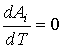 dA_i/dT = 0